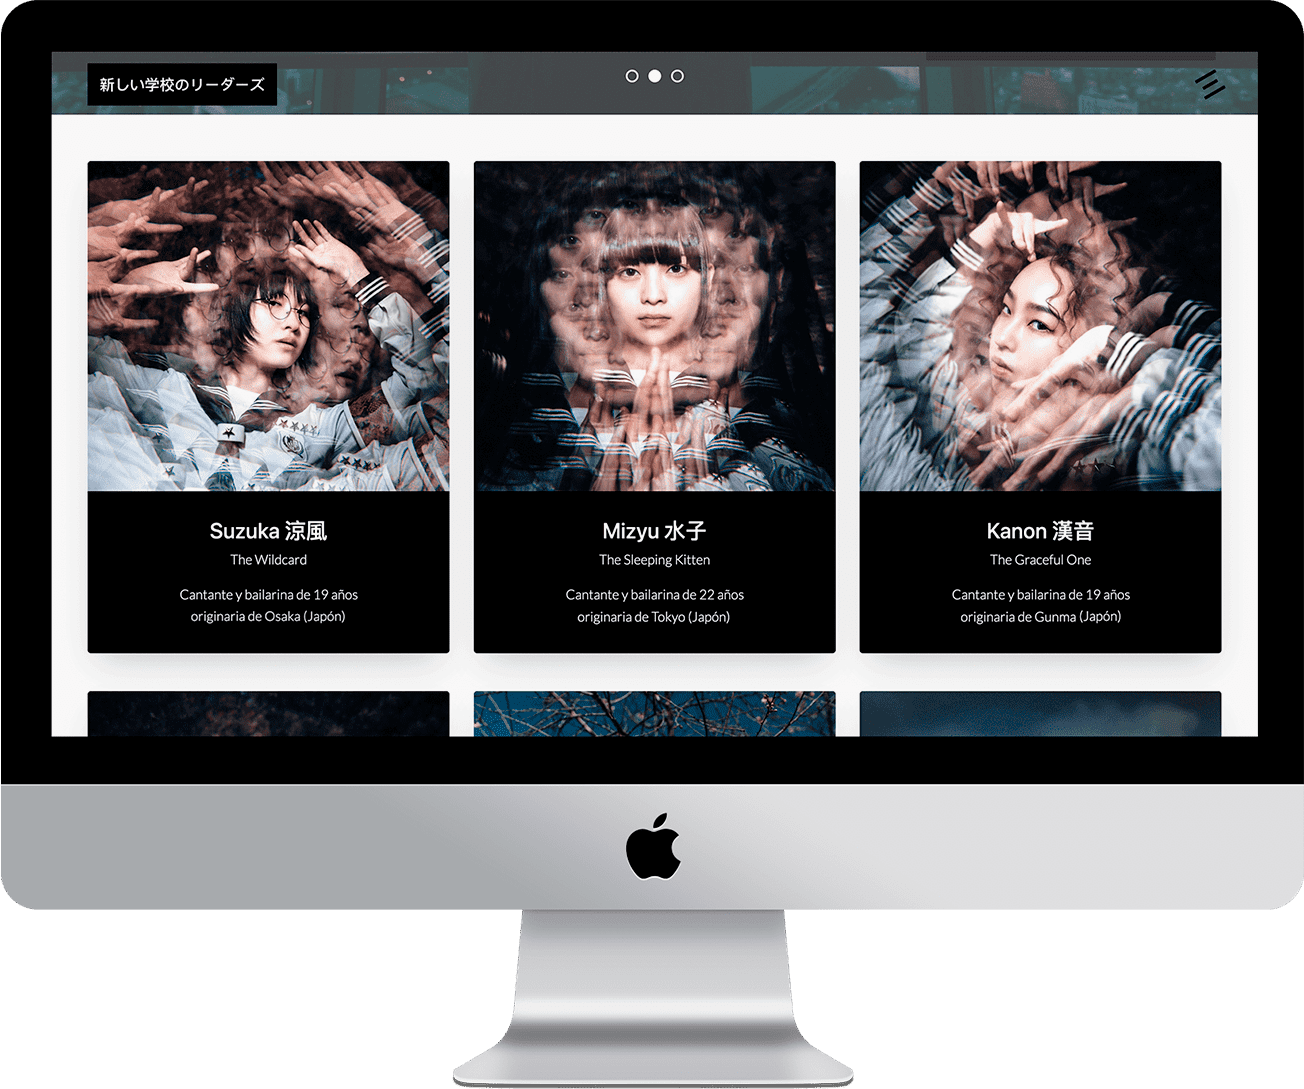 新しい学校のリーダーズ
Suzuka 涼風
The Wildcard
Cantante y bailarina de 19 años
originaria de Osaka (Japón)
Mizyu 水子
The Sleeping Kitten
Cantante y bailarina de 22 años
originaria de Tokyo (Japón)
Kanon 漢音
The Graceful One
Cantante y bailarina de 19 años
originaria de Gunma (Japón)